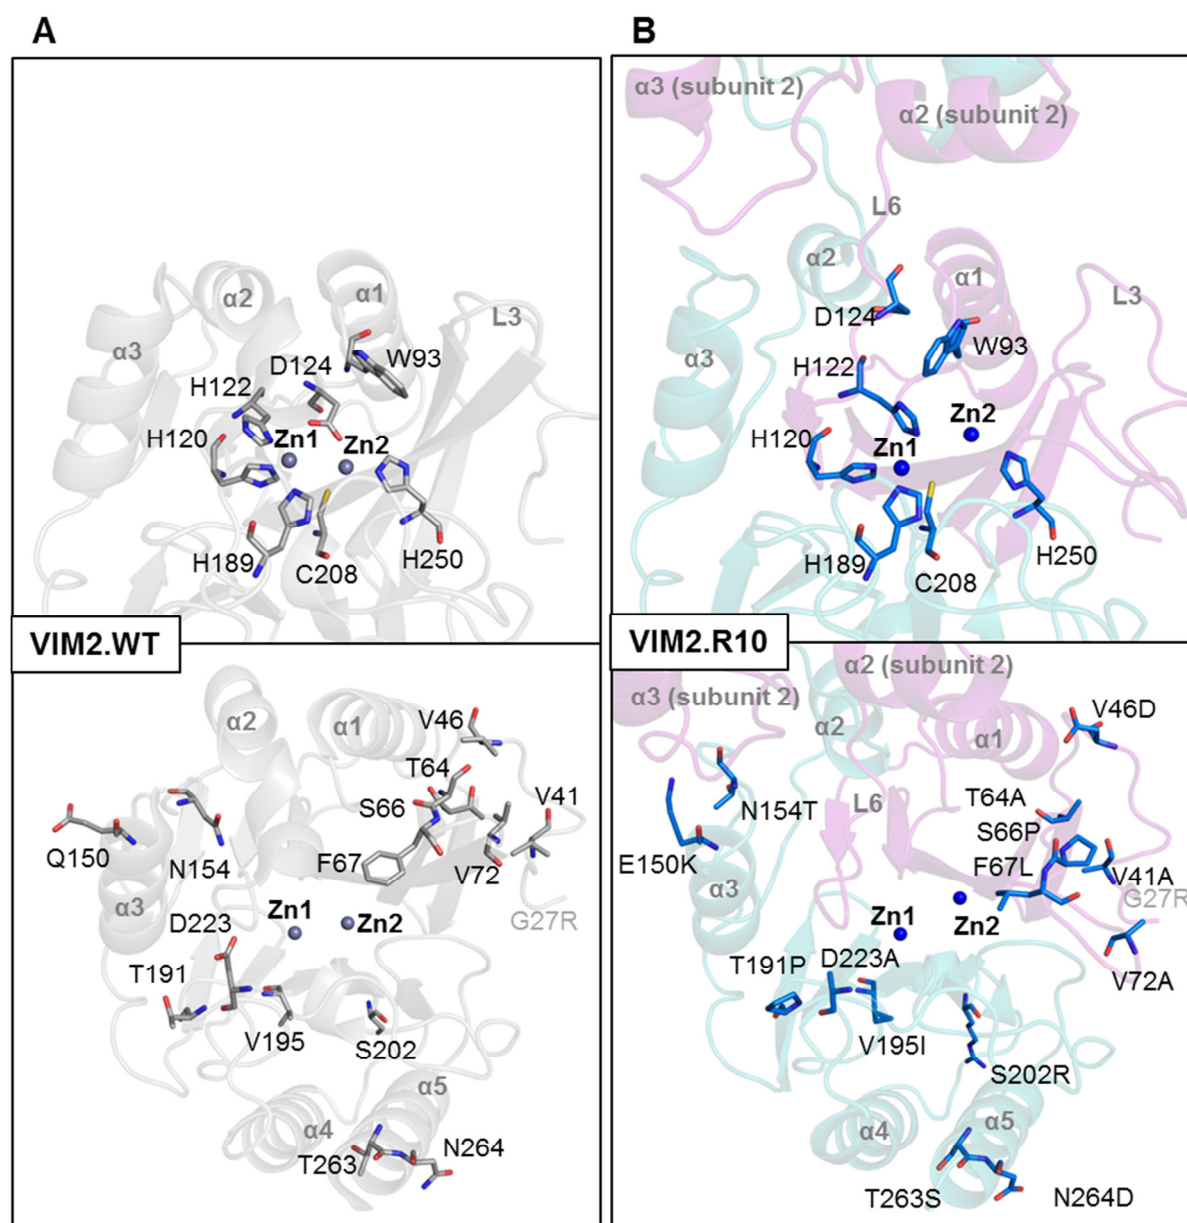 A
B
α2
α1
α3
L3
H122
D124
W93
H120
Zn1
Zn2
H189
C208
H250
α3 (subunit 2)
α2 (subunit 2)
L6
α2
α1
L3
α3
D124
W93
H122
Zn2
H120
Zn1
H189
C208
H250
VIM2.WT
α2
α1
V46
T64
S66
V41
Q150
N154
F67
V72
α3
G27R
D223
Zn1
Zn2
T191
V195
S202
α5
α4
T263
N264
VIM2.R10
α2 (subunit 2)
α3 (subunit 2)
α2
α1
V46D
N154T
L6
T64A
S66P
E150K
F67L
V41A
α3
G27R
Zn1
Zn2
V72A
T191P
D223A
V195I
S202R
α5
α4
T263S
N264D